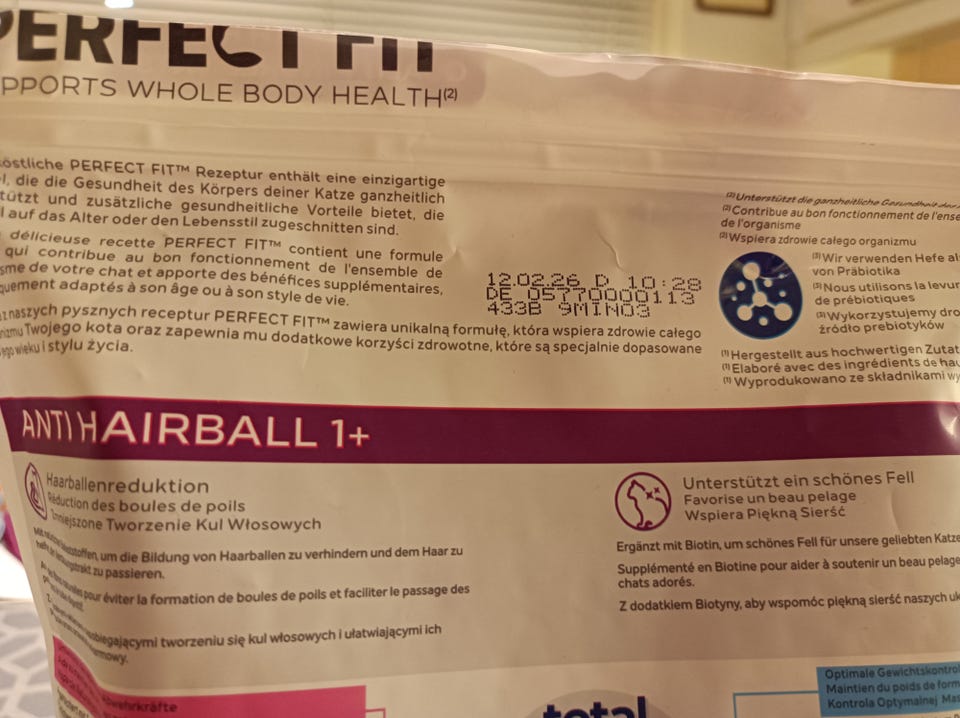 PERFECT FIT
PPORTS WHOLE BODY HEALTH(2)
köstliche PERFECT FIT™ Rezeptur enthält eine einzigartige
die die Gesundheit des Körpers deiner Katze ganzheitlich
tützt und zusätzliche gesundheitliche Vorteile bietet, die
auf das Alter oder den Lebensstil zugeschnitten sind.
délicieuse recette PERFECT FIT™ contient une formule
qui contribue au bon fonctionnement de l'ensemble de
sme de votre chat et apporte des bénéfices supplémentaires,
quement adaptés à son âge ou à son style de vie.
z naszych pysznych receptur PERFECT FIT™ zawiera unikalną formułę, która wspiera zdrowie całego
nizmu Twojego kota oraz zapewnia mu dodatkowe korzyści zdrowotne, które są specjalnie dopasowane
jego wieku i stylu życia.
12.02.26 D 10:28
DE 05770000113
433B 9MIN03
(2)Unterstützt die ganzheitliche Gesundheit des
(2)Contribue au bon fonctionnement de l'ense
de l'organisme
(2)Wspiera zdrowie całego organizmu
(3)Wir verwenden Hefe al
von Präbiotika
(3)Nous utilisons la levur
de prébiotiques
(3)Wykorzystujemy dro
źródło prebiotyków
(1)Hergestellt aus hochwertigen Zutat
(1)Elaboré avec des ingrédients de hau
(1)Wyprodukowano ze składnikami wy
ANTI HAIRBALL 1+
Haarballenreduktion
Réduction des boules de poils
Zmniejszone Tworzenie Kul Włosowych
um die Bildung von Haarballen zu verhindern und dem Haar zu
zu passieren.
pour éviter la formation de boules de poils et faciliter le passage des
tworzeniu się kul włosowych i ułatwiającymi ich
Unterstützt ein schönes Fell
Favorise un beau pelage
Wspiera Piękną Sierść
Ergänzt mit Biotin, um schönes Fell für unsere geliebten Katze
Supplémenté en Biotine pour aider à soutenir un beau pelage
chats adorés.
Z dodatkiem Biotyny, aby wspomóc piękną sierść naszych uk
wehrkräfte
total
Optimale Gewichtskontrol
Maintien du poids de form
Kontrola Optymalnej Mas